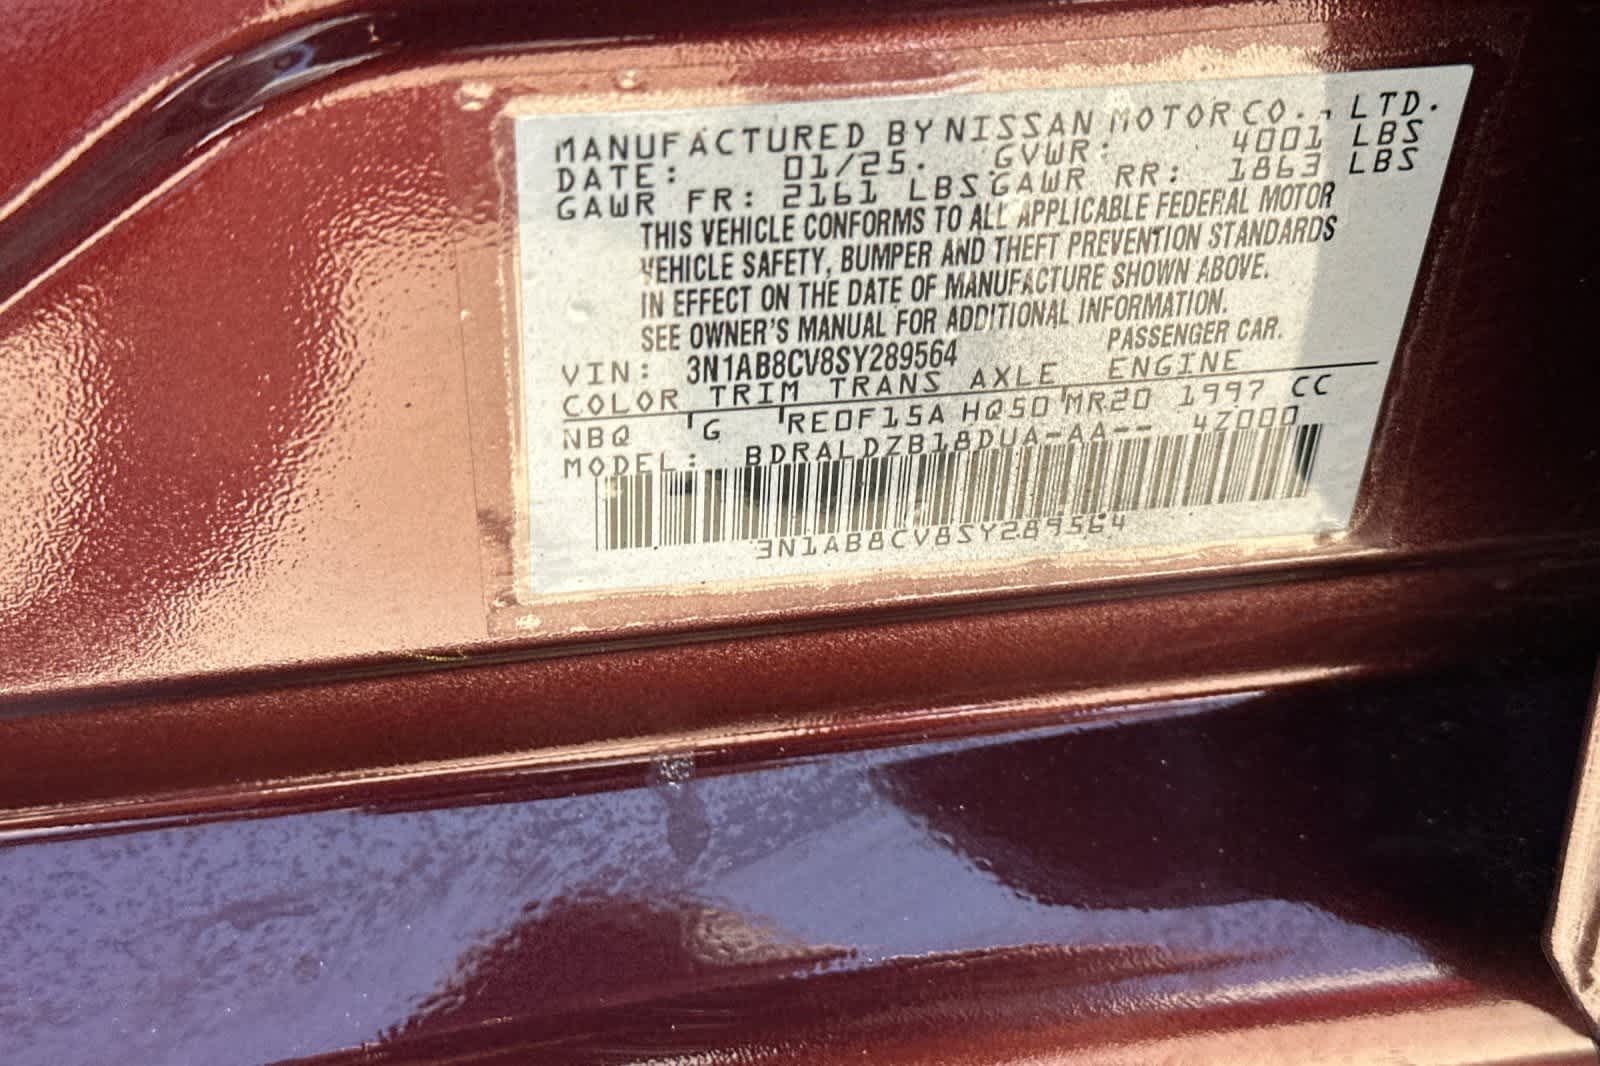 MANUFACTURED BY NISSAN MOTOR CO., LTD.
DATE: 01/25. GVWR: 4001 LBS
GAWR FR: 2161 LBS GAWR RR: 1863 LBS
THIS VEHICLE CONFORMS TO ALL APPLICABLE FEDERAL MOTOR
VEHICLE SAFETY, BUMPER AND THEFT PREVENTION STANDARDS
IN EFFECT ON THE DATE OF MANUFACTURE SHOWN ABOVE.
SEE OWNER'S MANUAL FOR ADDITIONAL INFORMATION.
VIN: 3N1AB8CV8SY289564 PASSENGER CAR.
COLOR TRIM TRANS AXLE ENGINE
NBQ G RE0F15A HQ50 MR20 1997 CC
MODEL: BDRALDZB18DUA-AA-- 4Z000
3N1AB8CV8SY289564